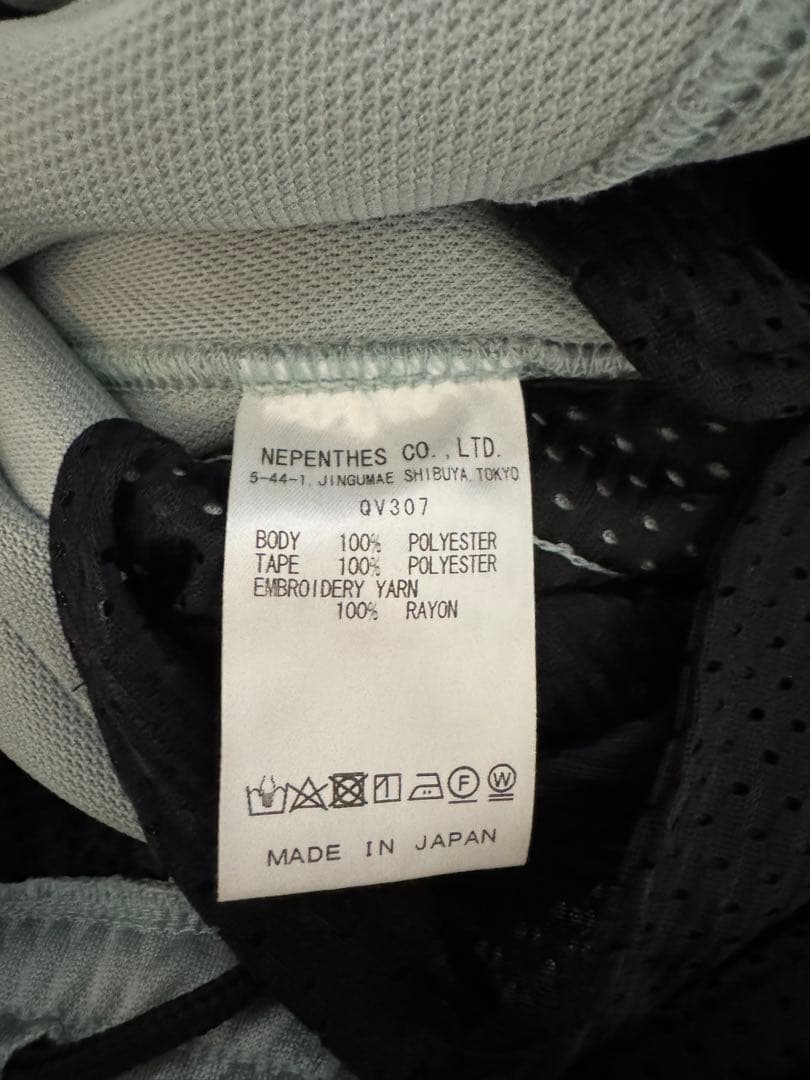 NEPENTHES CO., LTD.
5-44-1, JINGUMAE SHIBUYA, TOKYO
QV307
BODY 100% POLYESTER
TAPE 100% POLYESTER
EMBROIDERY YARN
100% RAYON
F W
MADE IN JAPAN